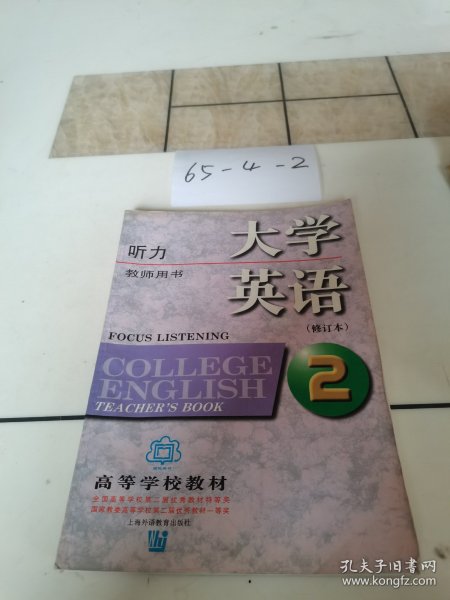 65-4-2
大学
听力
教师用书
英语
(修订本)
FOCUS LISTENING
COLLEGE
ENGLISH
TEACHER'S BOOK
2
高等学校教材
全国高等学校第二届优秀教材特等奖
国家教委高等学校第二届优秀教材一等奖
上海外语教育出版社
孔夫子旧书网
www.kongfz.com